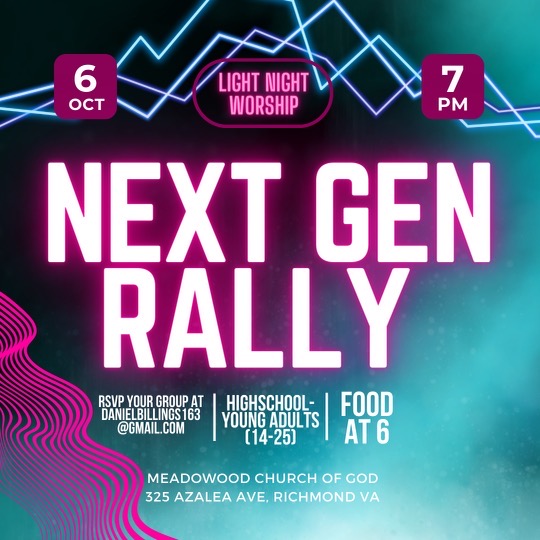 6
OCT
LIGHT NIGHT
WORSHIP
7
PM
NEXT GEN
RALLY
RSVP YOUR GROUP AT
DANIELBILLINGS163
@GMAIL.COM
HIGHSCHOOL-
YOUNG ADULTS
(14-25)
FOOD
AT 6
MEADOWOOD CHURCH OF GOD
325 AZALEA AVE, RICHMOND VA